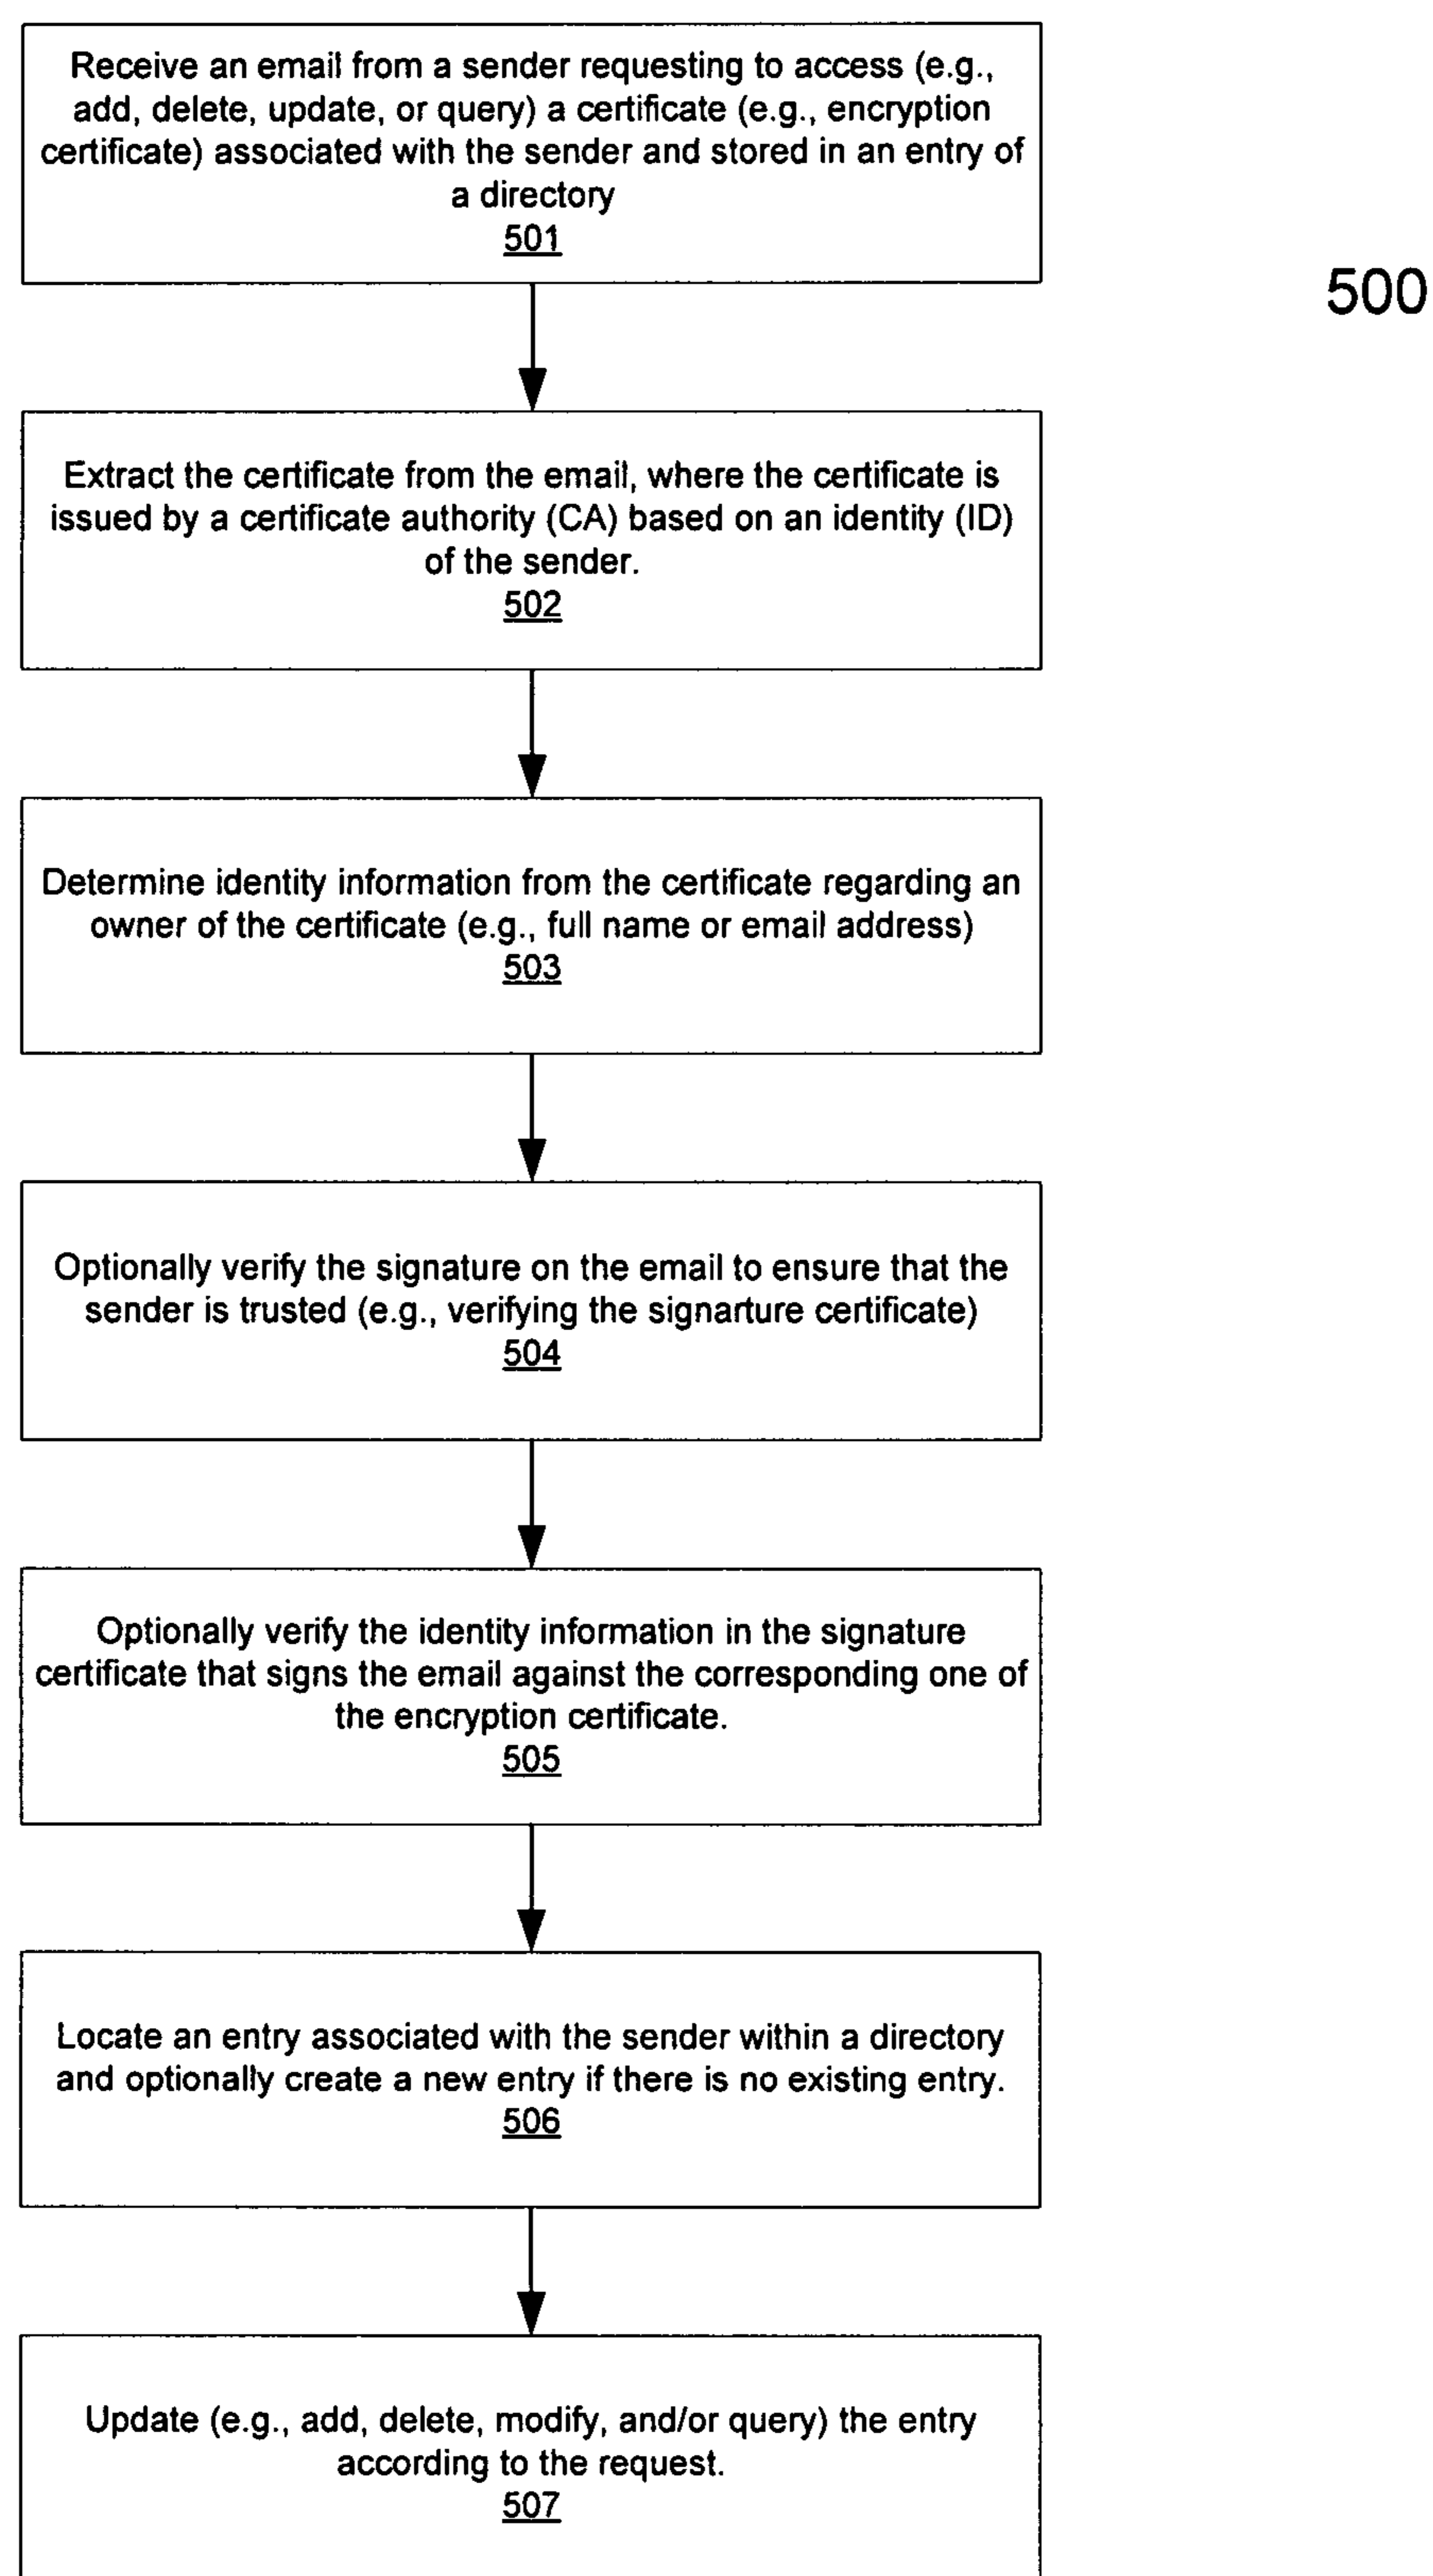 Receive an email from a sender requesting to access (e.g.,
add, delete, update, or query) a certificate (e.g., encryption
certificate) associated with the sender and stored in an entry of
a directory
501
500
Extract the certificate from the email, where the certificate is
issued by a certificate authority (CA) based on an identity (ID)
of the sender.
502
Determine identity information from the certificate regarding an
owner of the certificate (e.g., full name or email address)
503
Optionally verify the signature on the email to ensure that the
sender is trusted (e.g., verifying the signarture certificate)
504
Optionally verify the identity information in the signature
certificate that signs the email against the corresponding one of
the encryption certificate.
505
Locate an entry associated with the sender within a directory
and optionally create a new entry if there is no existing entry.
506
Update (e.g., add, delete, modify, and/or query) the entry
according to the request.
507